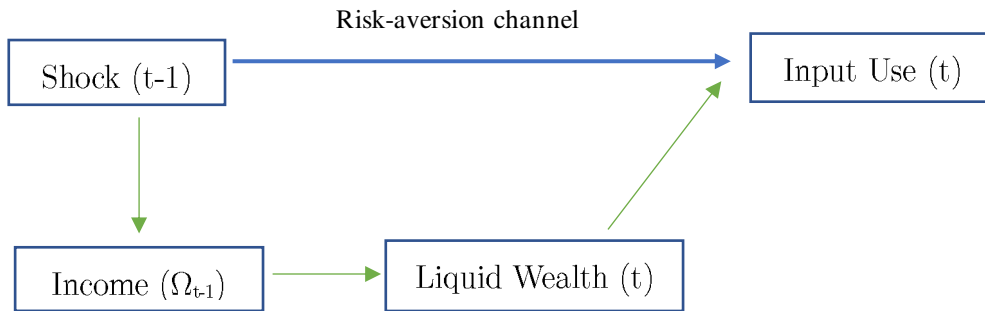 Risk-aversion channel
Shock (t-1)
Input Use (t)
Income (Ωt-1)
Liquid Wealth (t)